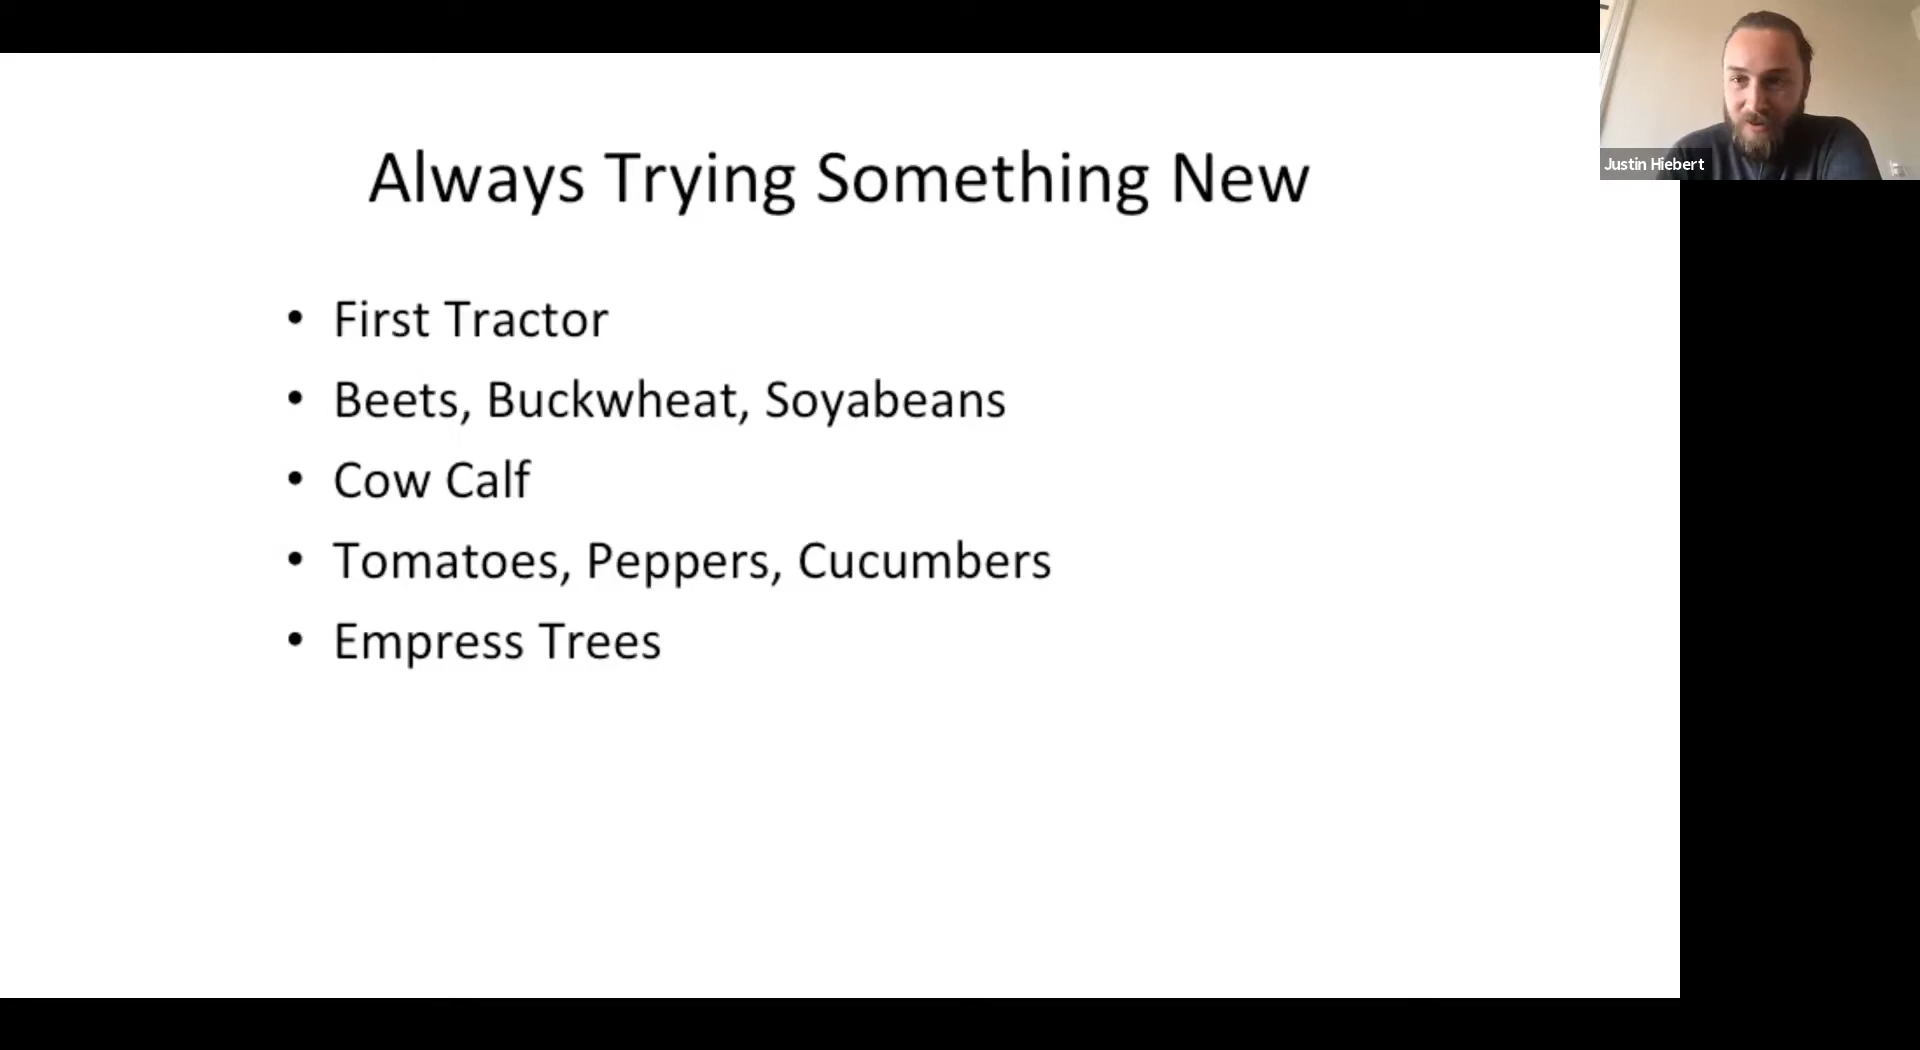 Always Trying Something New
• First Tractor
• Beets, Buckwheat, Soyabeans
• Cow Calf
• Tomatoes, Peppers, Cucumbers
• Empress Trees
Justin Hiebert